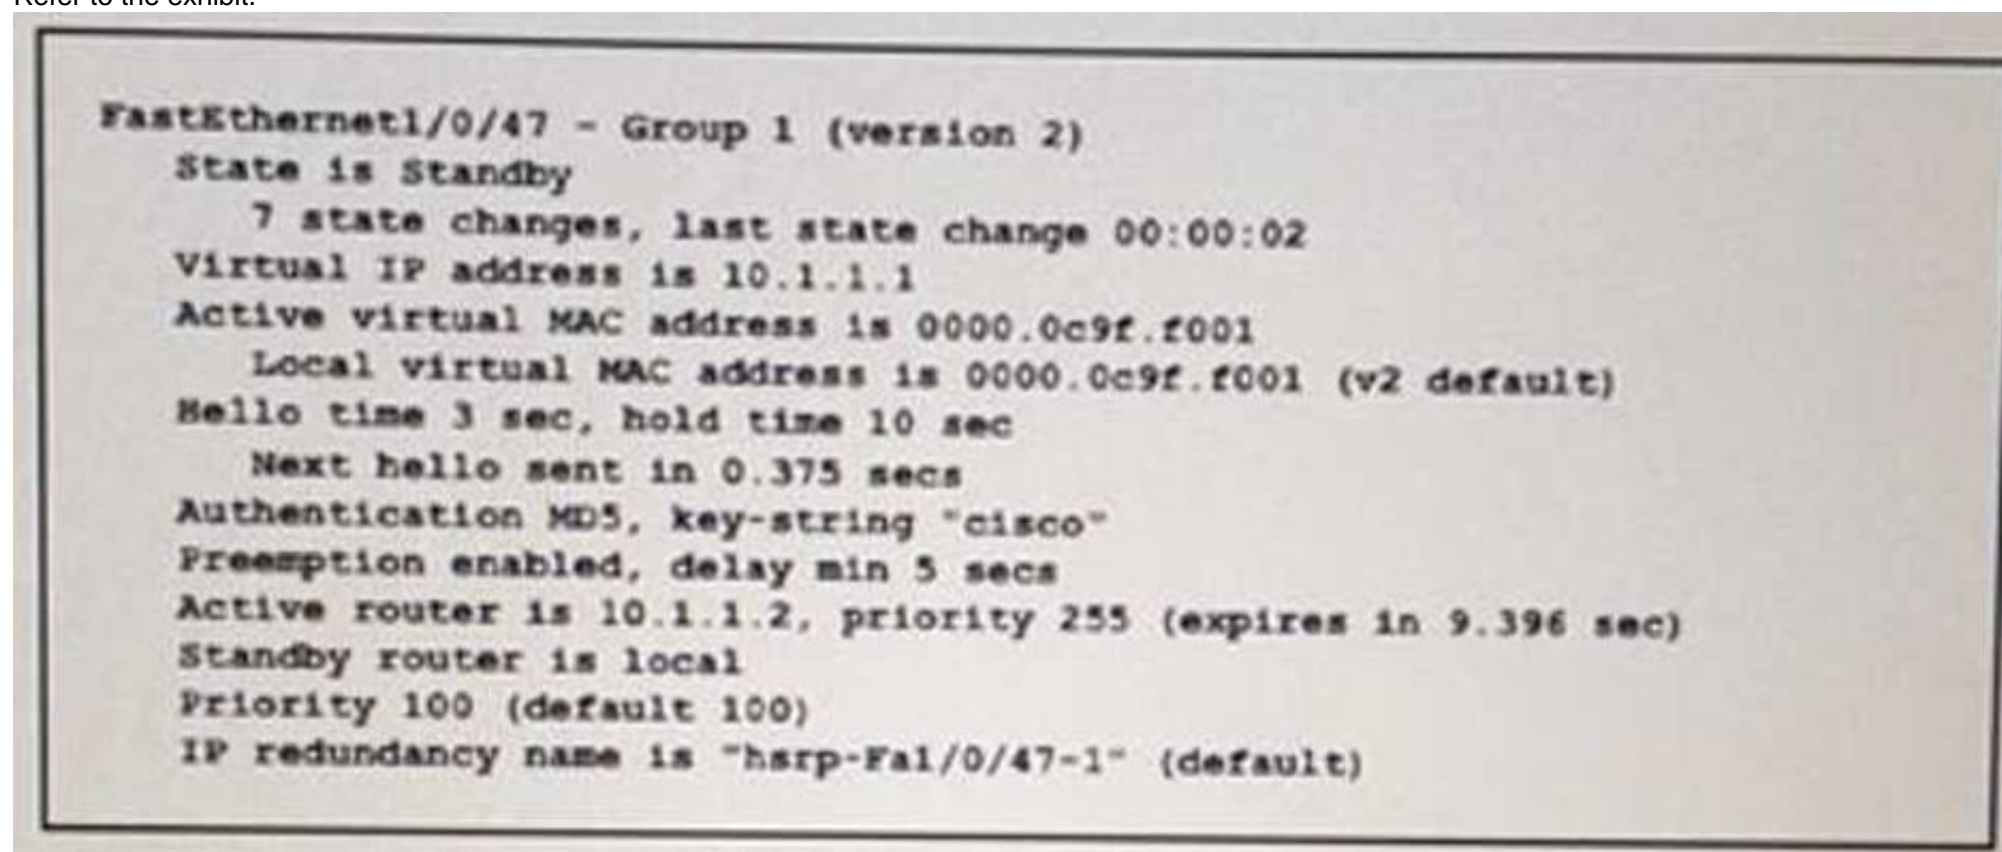 Refer to the exhibit.
FastEthernet1/0/47 - Group 1 (version 2)
State is Standby
7 state changes, last state change 00:00:02
Virtual IP address is 10.1.1.1
Active virtual MAC address is 0000.0c9f.f001
Local virtual MAC address is 0000.0c9f.f001 (v2 default)
Hello time 3 sec, hold time 10 sec
Next hello sent in 0.375 secs
Authentication MD5, key-string "cisco"
Preemption enabled, delay min 5 secs
Active router is 10.1.1.2, priority 255 (expires in 9.396 sec)
Standby router is local
Priority 100 (default 100)
IP redundancy name is "hsrp-Fa1/0/47-1" (default)